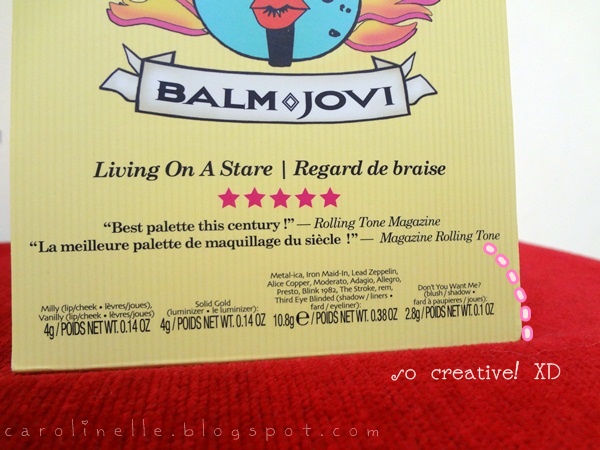 BALM JOVI
Living On A Stare | Regard de braise
“Best palette this century !” — Rolling Tone Magazine
“La meilleure palette de maquillage du siècle !” — Magazine Rolling Tone
Milly (lip/cheek • lèvres/joues),
Vanilly (lip/cheek • lèvres/joues)
4g / POIDS NET WT. 0.14 OZ
Solid Gold
(luminizer • le luminizer):
4g / POIDS NET WT. 0.14 OZ
Metal-ica, Iron Maid-In, Lead Zeppelin,
Alice Copper, Moderato, Adagio, Allegro,
Presto, Blink 1982, The Stroke, rem,
Third Eye Blinded (shadow / liners •
fard / eyeliner):
10.8g e / POIDS NET WT. 0.38 OZ
Don't You Want Me?
(blush / shadow •
fard à paupières / joues):
2.8g / POIDS NET WT. 0.1 OZ
so creative! XD
carolinelle.blogspot.com